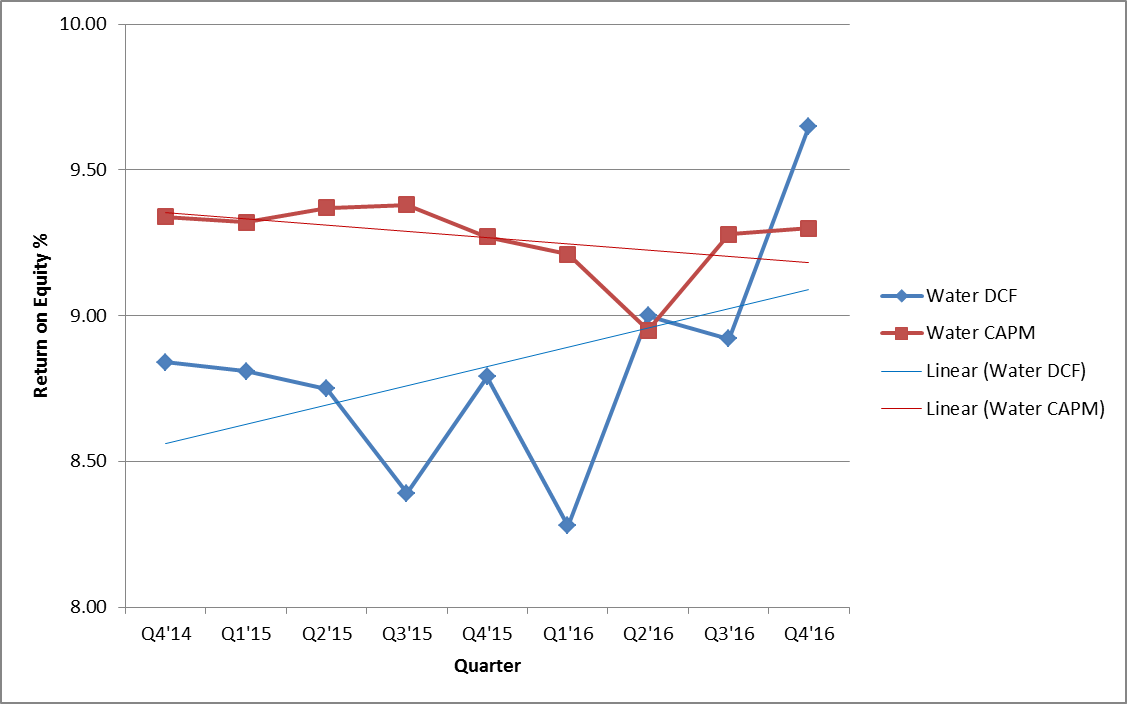 10.00
9.50
9.00
8.50
8.00
Return on Equity %
Q4'14 Q1'15 Q2'15 Q3'15 Q4'15 Q1'16 Q2'16 Q3'16 Q4'16
Quarter
Water DCF
Water CAPM
Linear (Water DCF)
Linear (Water CAPM)